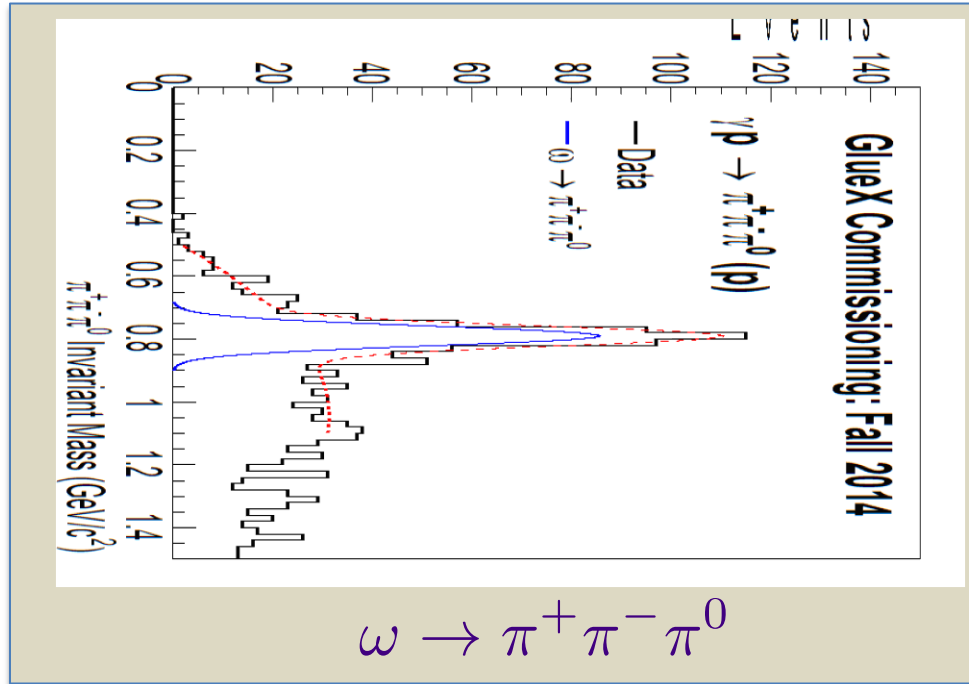 GlueX Commissioning: Fall 2014
γp → π⁺π⁻π⁰ (p)
— Data
— ω → π⁺π⁻π⁰
Events
140
120
100
80
60
40
20
0
0 0.2 0.4 0.6 0.8 1 1.2 1.4
π⁺π⁻π⁰ Invariant Mass (GeV/c²)
ω → π⁺π⁻π⁰